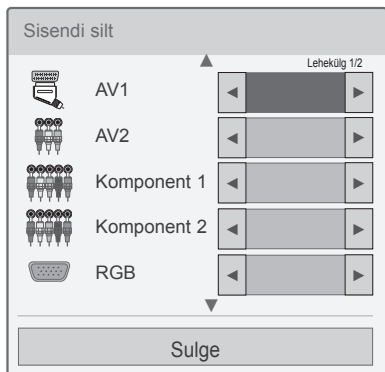 Sisendi silt
Lehekülg 1/2
AV1
AV2
Komponent 1
Komponent 2
RGB
Sulge